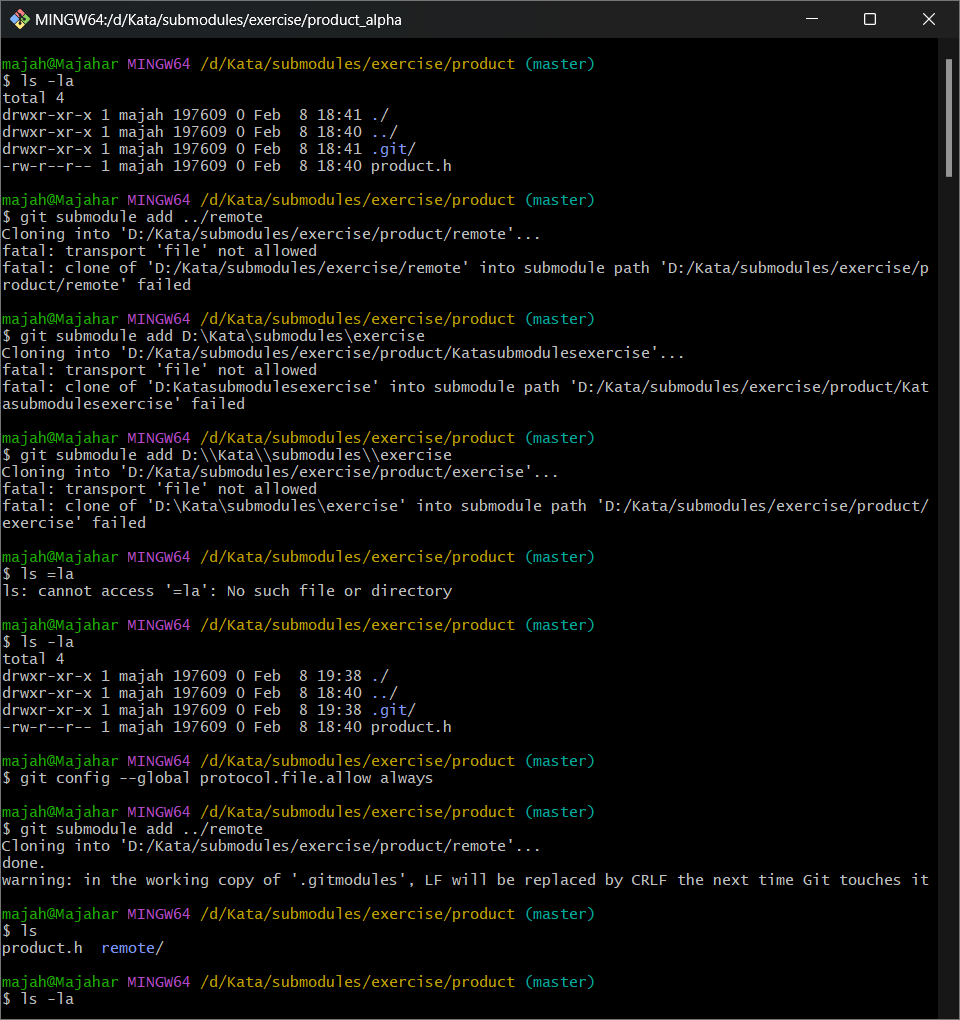 MINGW64:/d/Kata/submodules/exercise/product_alpha
majah@Majahar MINGW64 /d/Kata/submodules/exercise/product (master)
$ ls -la
total 4
drwxr-xr-x 1 majah 197609 0 Feb  8 18:41 ./
drwxr-xr-x 1 majah 197609 0 Feb  8 18:40 ../
drwxr-xr-x 1 majah 197609 0 Feb  8 18:41 .git/
-rw-r--r-- 1 majah 197609 0 Feb  8 18:40 product.h
majah@Majahar MINGW64 /d/Kata/submodules/exercise/product (master)
$ git submodule add ../remote
Cloning into 'D:/Kata/submodules/exercise/product/remote'...
fatal: transport 'file' not allowed
fatal: clone of 'D:/Kata/submodules/exercise/remote' into submodule path 'D:/Kata/submodules/exercise/p
roduct/remote' failed
majah@Majahar MINGW64 /d/Kata/submodules/exercise/product (master)
$ git submodule add D:\Kata\submodules\exercise
Cloning into 'D:/Kata/submodules/exercise/product/Katasubmodulesexercise'...
fatal: transport 'file' not allowed
fatal: clone of 'D:Katasubmodulesexercise' into submodule path 'D:/Kata/submodules/exercise/product/Kat
asubmodulesexercise' failed
majah@Majahar MINGW64 /d/Kata/submodules/exercise/product (master)
$ git submodule add D:\\Kata\\submodules\\exercise
Cloning into 'D:/Kata/submodules/exercise/product/exercise'...
fatal: transport 'file' not allowed
fatal: clone of 'D:\Kata\submodules\exercise' into submodule path 'D:/Kata/submodules/exercise/product/
exercise' failed
majah@Majahar MINGW64 /d/Kata/submodules/exercise/product (master)
$ ls =la
ls: cannot access '=la': No such file or directory
majah@Majahar MINGW64 /d/Kata/submodules/exercise/product (master)
$ ls -la
total 4
drwxr-xr-x 1 majah 197609 0 Feb  8 19:38 ./
drwxr-xr-x 1 majah 197609 0 Feb  8 18:40 ../
drwxr-xr-x 1 majah 197609 0 Feb  8 19:38 .git/
-rw-r--r-- 1 majah 197609 0 Feb  8 18:40 product.h
majah@Majahar MINGW64 /d/Kata/submodules/exercise/product (master)
$ git config --global protocol.file.allow always
majah@Majahar MINGW64 /d/Kata/submodules/exercise/product (master)
$ git submodule add ../remote
Cloning into 'D:/Kata/submodules/exercise/product/remote'...
done.
warning: in the working copy of '.gitmodules', LF will be replaced by CRLF the next time Git touches it
majah@Majahar MINGW64 /d/Kata/submodules/exercise/product (master)
$ ls
product.h  remote/
majah@Majahar MINGW64 /d/Kata/submodules/exercise/product (master)
$ ls -la